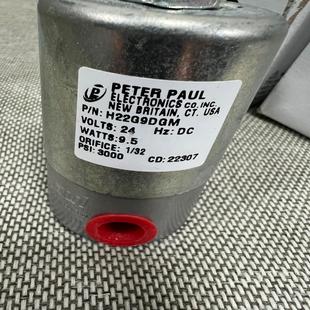 PETER PAUL
ELECTRONICS CO. INC.
NEW BRITAIN, CT. USA
P/N: H22G9DGM
VOLTS: 24 Hz: DC
WATTS: 9.5
ORIFICE: 1/32
PSI: 3000 CD: 22307